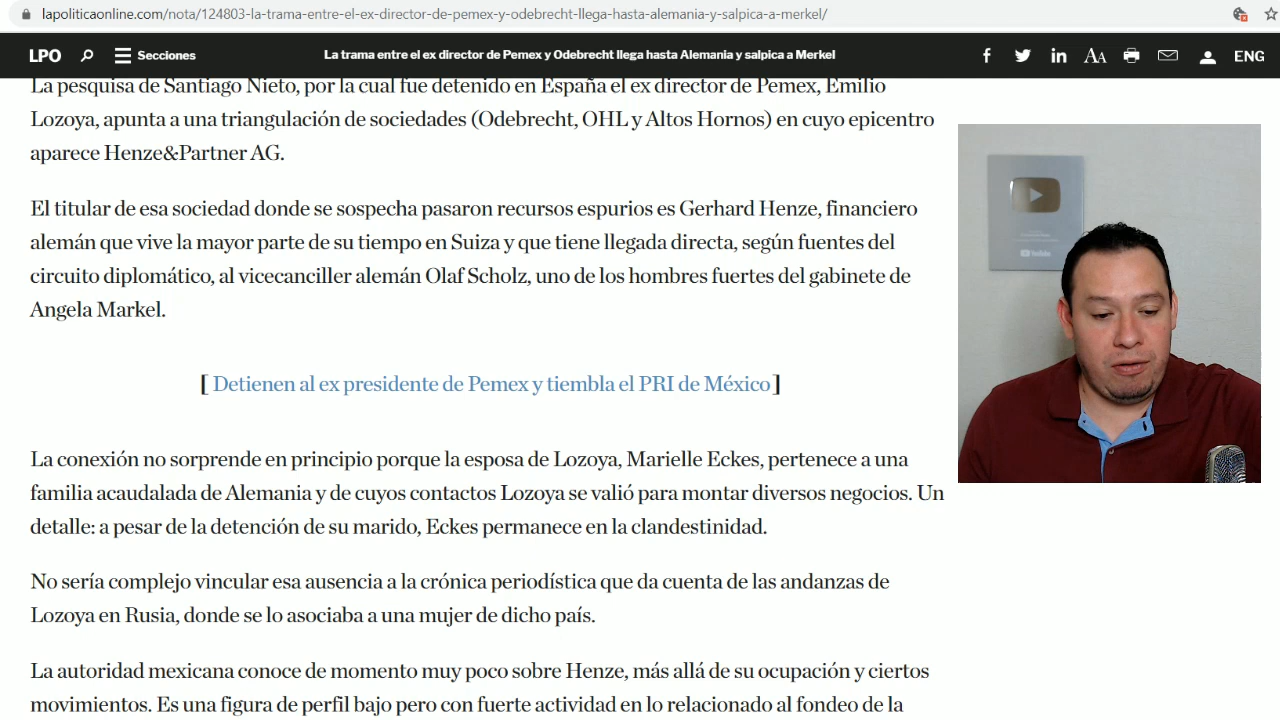 lapoliticaonline.com/nota/124803-la-trama-entre-el-ex-director-de-pemex-y-odebrecht-llega-hasta-alemania-y-salpica-a-merkel/
LPO Secciones La trama entre el ex director de Pemex y Odebrecht llega hasta Alemania y salpica a Merkel AA ENG
La pesquisa de Santiago Nieto, por la cual fue detenido en España el ex director de Pemex, Emilio
Lozoya, apunta a una triangulación de sociedades (Odebrecht, OHL y Altos Hornos) en cuyo epicentro
aparece Henze&Partner AG.
El titular de esa sociedad donde se sospecha pasaron recursos espurios es Gerhard Henze, financiero
alemán que vive la mayor parte de su tiempo en Suiza y que tiene llegada directa, según fuentes del
circuito diplomático, al vicecanciller alemán Olaf Scholz, uno de los hombres fuertes del gabinete de
Angela Markel.
[ Detienen al ex presidente de Pemex y tiembla el PRI de México ]
La conexión no sorprende en principio porque la esposa de Lozoya, Marielle Eckes, pertenece a una
familia acaudalada de Alemania y de cuyos contactos Lozoya se valió para montar diversos negocios. Un
detalle: a pesar de la detención de su marido, Eckes permanece en la clandestinidad.
No sería complejo vincular esa ausencia a la crónica periodística que da cuenta de las andanzas de
Lozoya en Rusia, donde se lo asociaba a una mujer de dicho país.
La autoridad mexicana conoce de momento muy poco sobre Henze, más allá de su ocupación y ciertos
movimientos. Es una figura de perfil bajo pero con fuerte actividad en lo relacionado al fondeo de la
YouTube